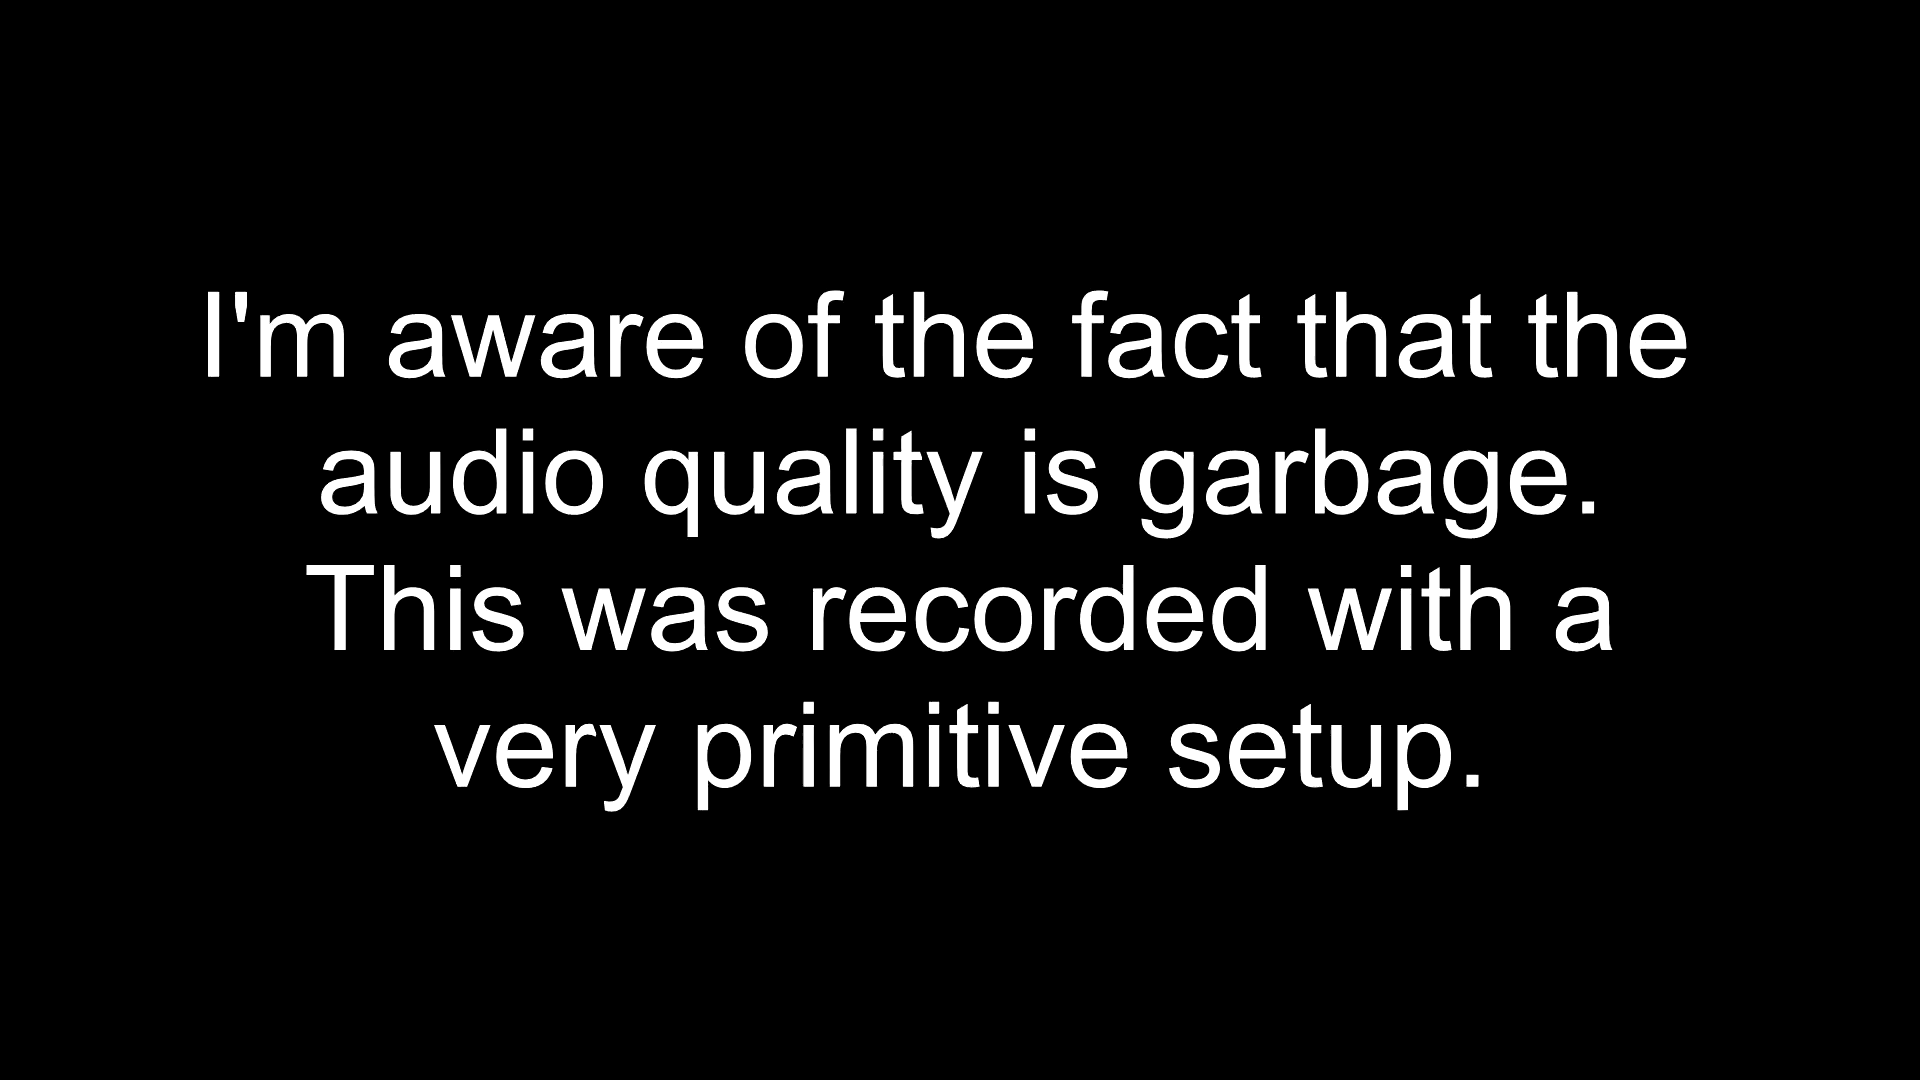 I'm aware of the fact that the
audio quality is garbage.
This was recorded with a
very primitive setup.